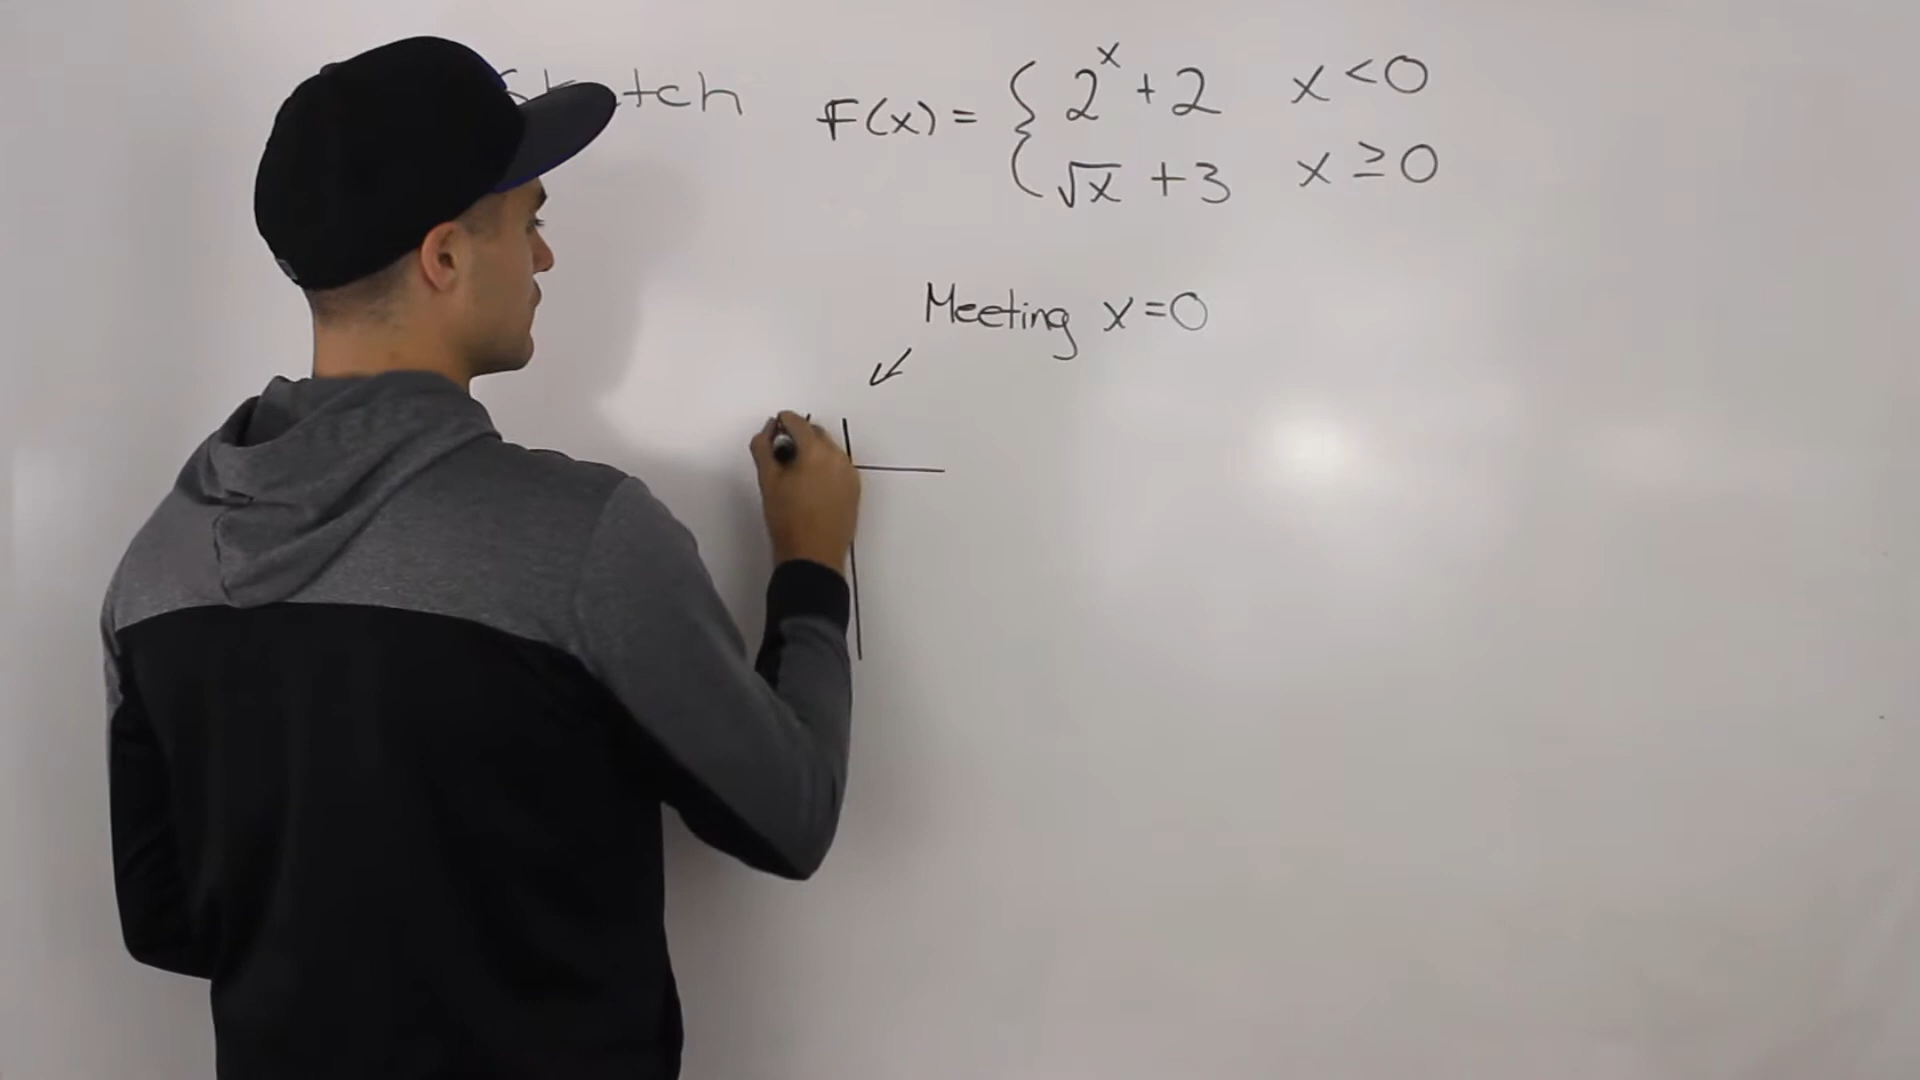 Sketch F(x) = { 2^x + 2 x < 0
√x + 3 x ≥ 0
Meeting x = 0